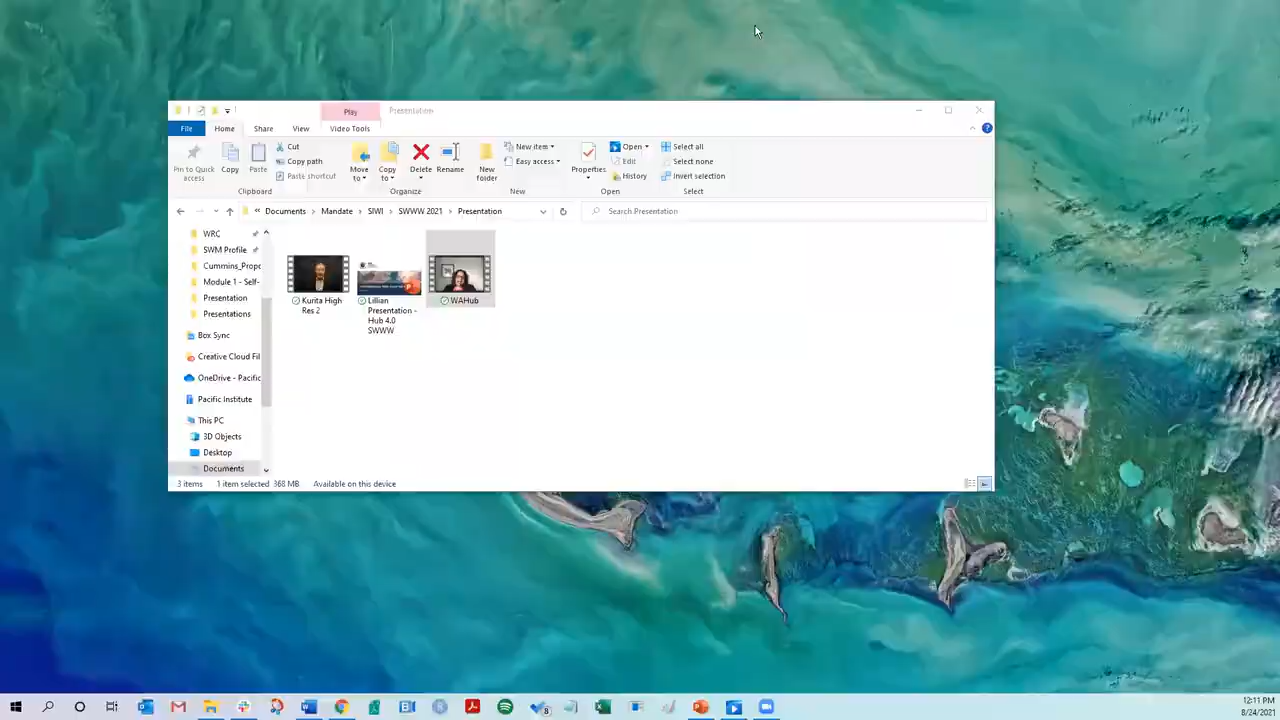 Play Presentation
File Home Share View Video Tools
Pin to Quick access
Copy
Paste
Cut
Copy path
Paste shortcut
Clipboard
Move to
Copy to
Delete
Rename
Organize
New folder
New item
Easy access
New
Properties
Open
Edit
History
Open
Select all
Select none
Invert selection
Select
« Documents > Mandate > SIWI > SWWW 2021 > Presentation
Search Presentation
WRC
SWM Profile
Cummins_Propo
Module 1 - Self-
Presentation
Presentations
Box Sync
Creative Cloud Fil
OneDrive - Pacific
Pacific Institute
This PC
3D Objects
Desktop
Documents
Kurita High
Res 2
Lillian
Presentation -
Hub 4.0
SWWW
WAHub
3 items 1 item selected 368 MB Available on this device
8
12:11 PM
8/24/2021